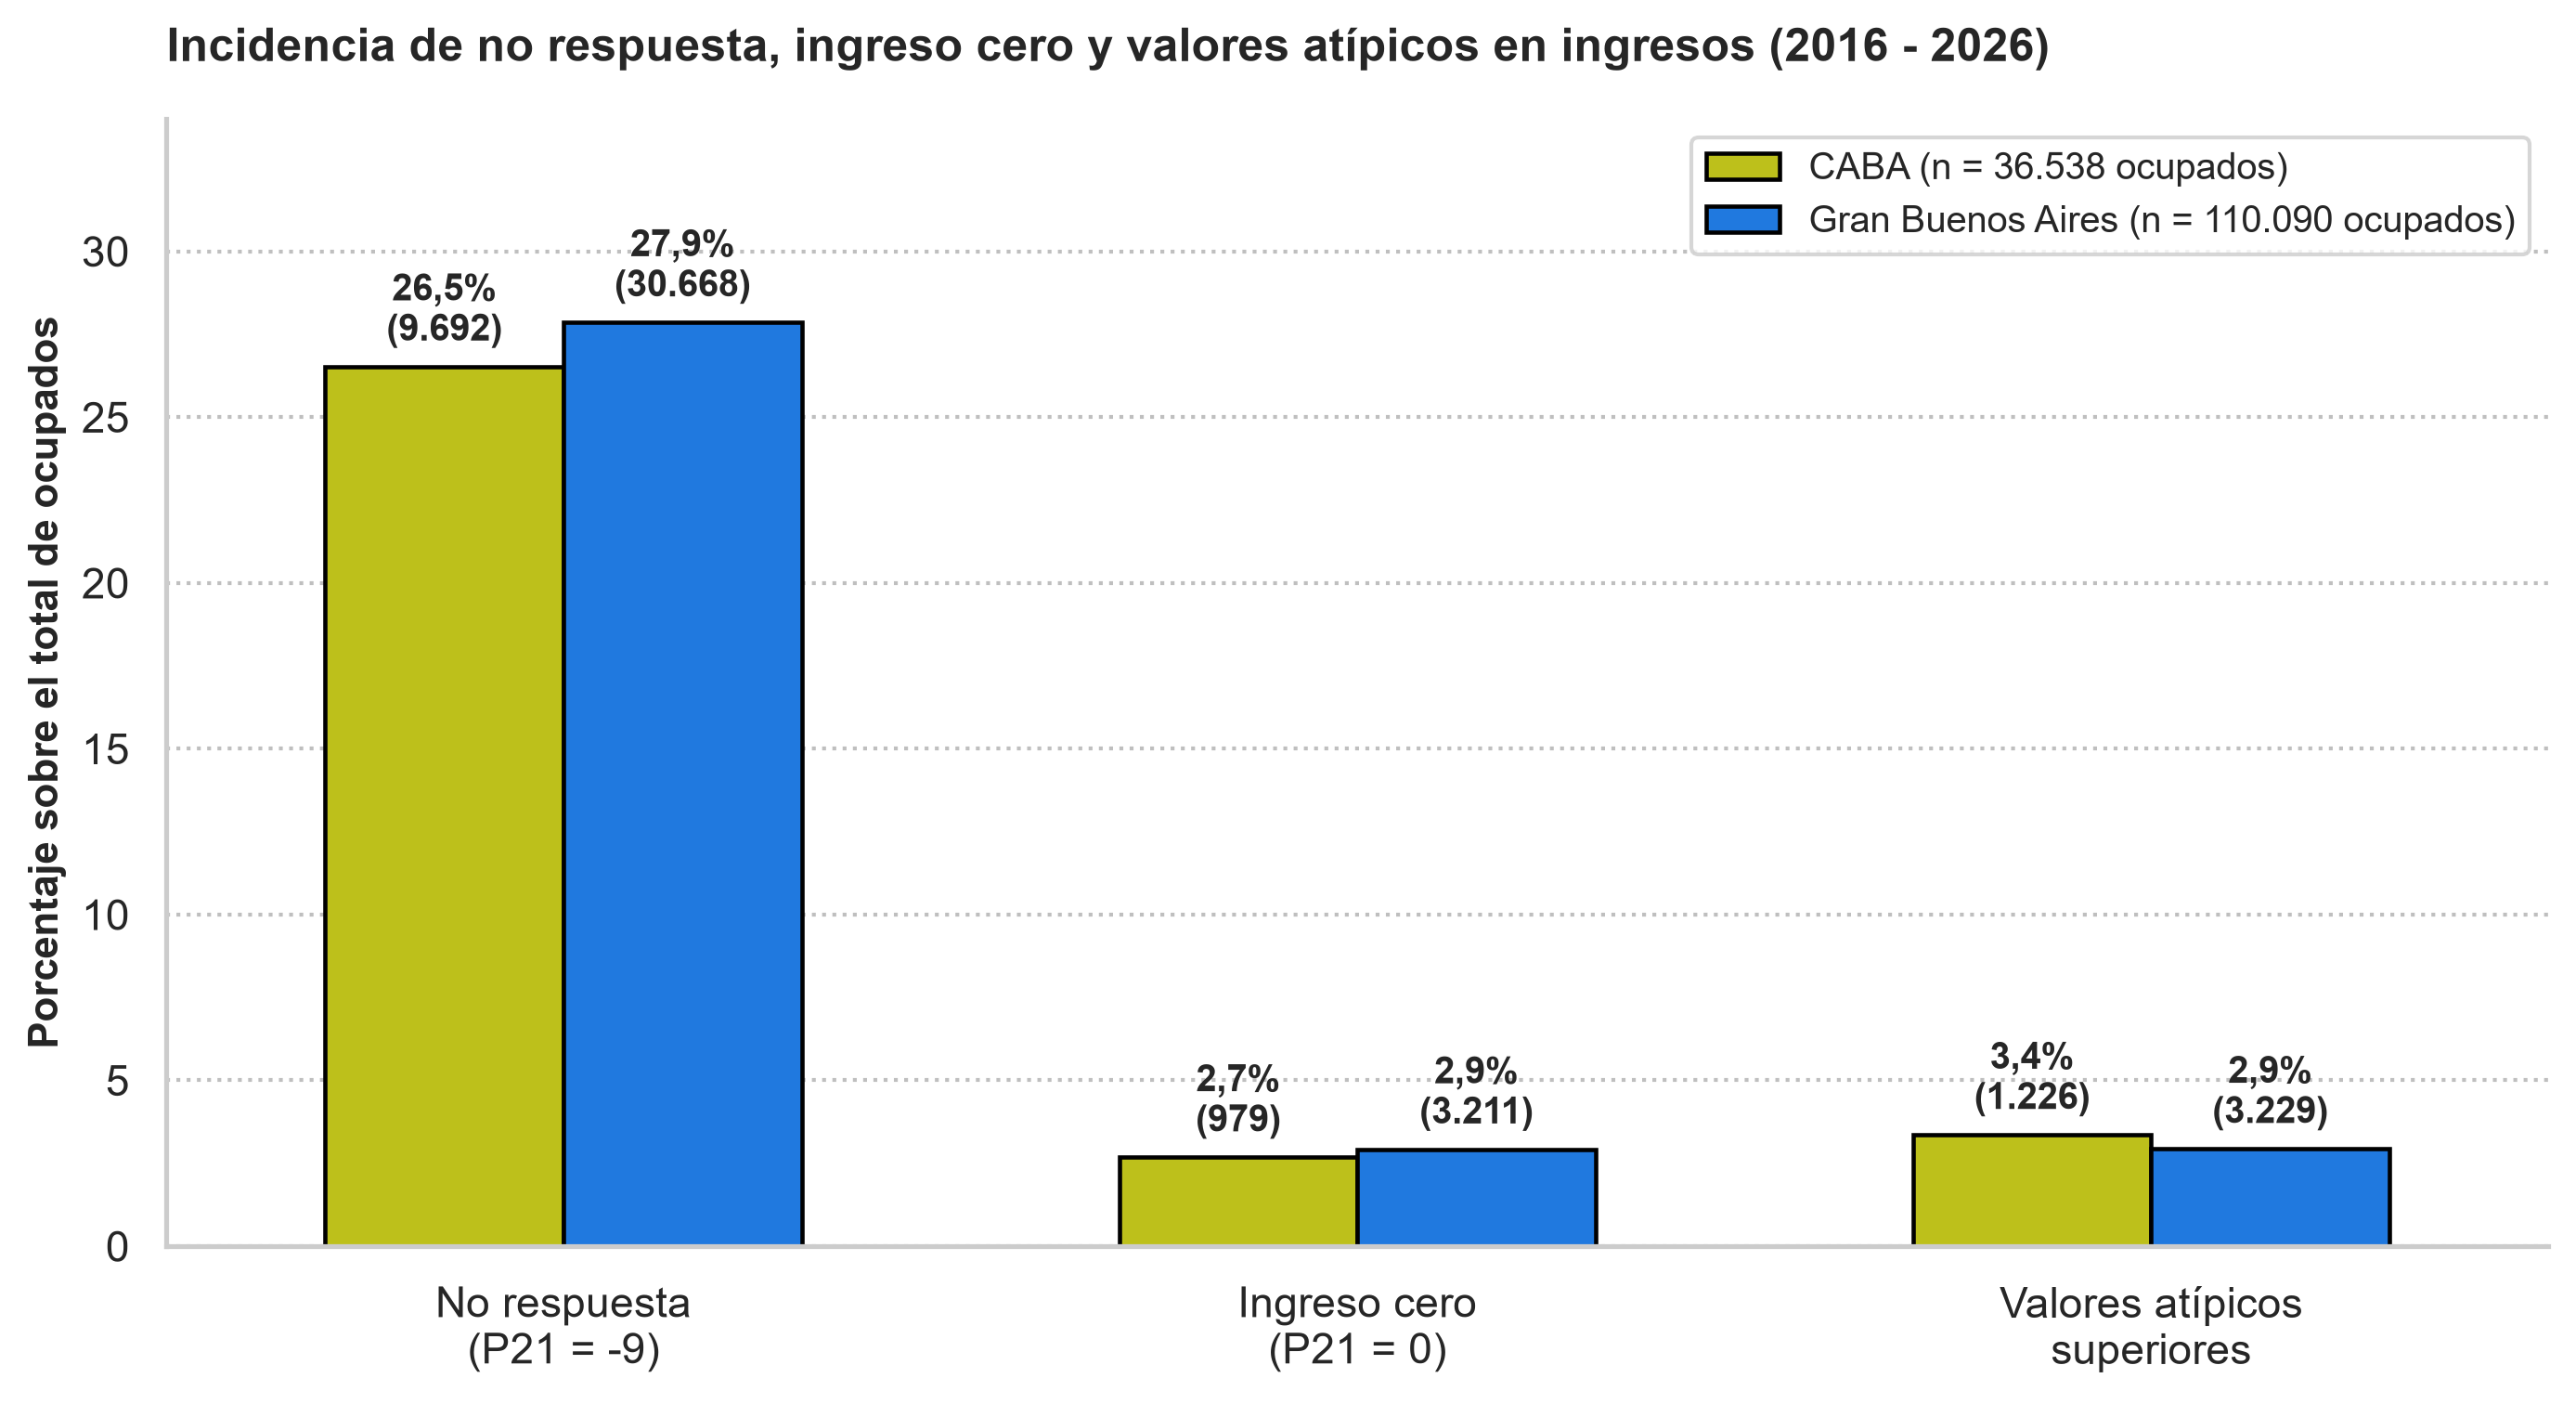 Incidencia de no respuesta, ingreso cero y valores atípicos en ingresos (2016 - 2026)
CABA (n = 36.538 ocupados)
Gran Buenos Aires (n = 110.090 ocupados)
Porcentaje sobre el total de ocupados
30
25
20
15
10
5
0
26,5%
(9.692)
27,9%
(30.668)
2,7%
(979)
2,9%
(3.211)
3,4%
(1.226)
2,9%
(3.229)
No respuesta
(P21 = -9)
Ingreso cero
(P21 = 0)
Valores atípicos
superiores